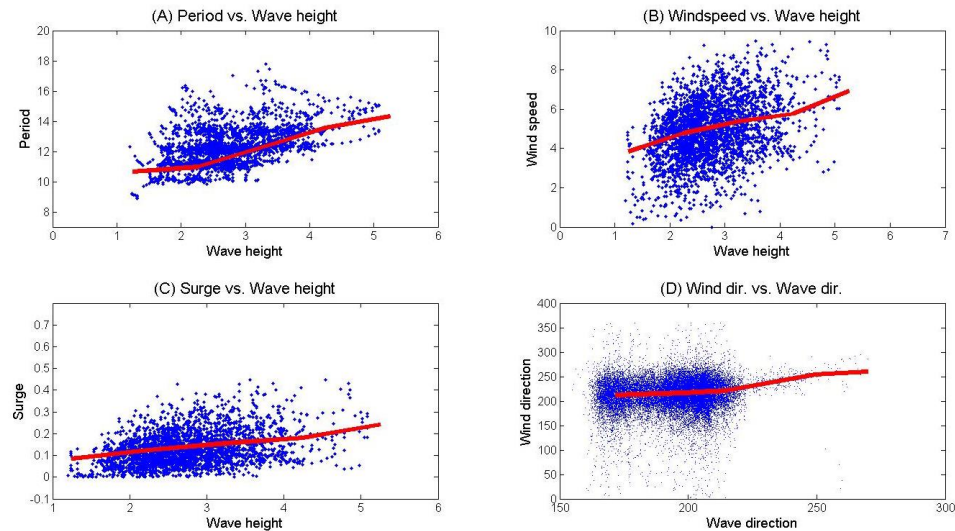 (A) Period vs. Wave height
20
18
16
14
12
10
8
Period
0 1 2 3 4 5 6
Wave height
(B) Windspeed vs. Wave height
10
8
6
4
2
0
Wind speed
0 1 2 3 4 5 6 7
Wave height
(C) Surge vs. Wave height
0.7
0.6
0.5
0.4
0.3
0.2
0.1
0
-0.1
Surge
1 2 3 4 5 6
Wave height
(D) Wind dir. vs. Wave dir.
400
350
300
250
200
150
100
50
0
Wind direction
150 200 250 300
Wave direction